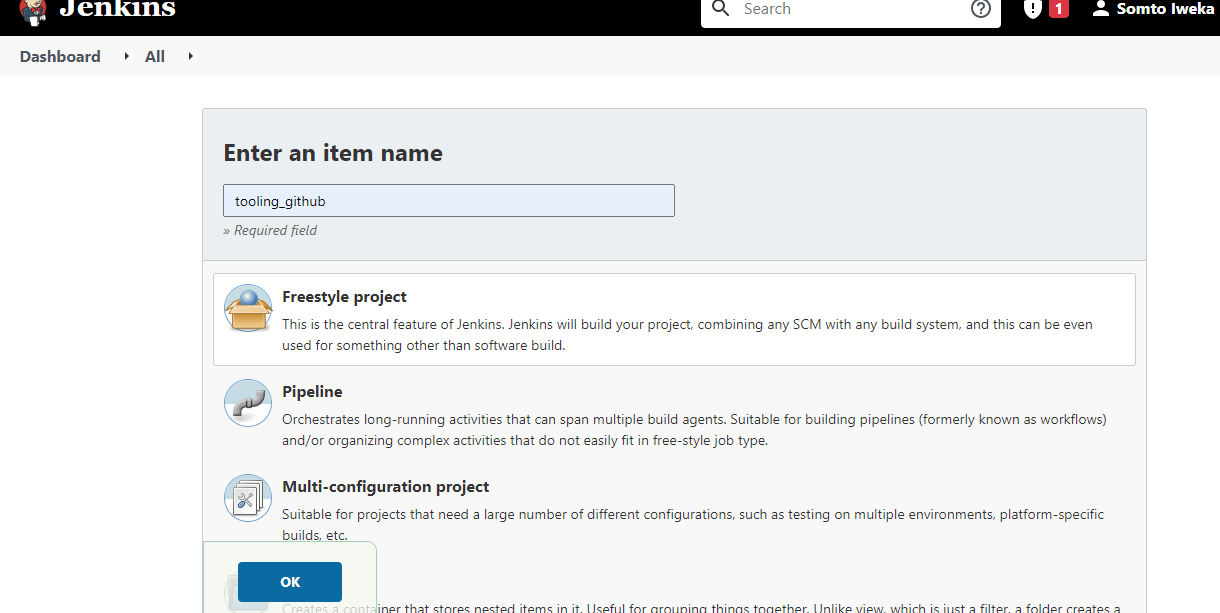 Jenkins
Search
1
Somto Iweka
Dashboard
All
Enter an item name
tooling_github
» Required field
Freestyle project
This is the central feature of Jenkins. Jenkins will build your project, combining any SCM with any build system, and this can be even
used for something other than software build.
Pipeline
Orchestrates long-running activities that can span multiple build agents. Suitable for building pipelines (formerly known as workflows)
and/or organizing complex activities that do not easily fit in free-style job type.
Multi-configuration project
Suitable for projects that need a large number of different configurations, such as testing on multiple environments, platform-specific
builds, etc.
OK
Creates a container that stores nested items in it. Useful for grouping things together. Unlike view, which is just a filter, a folder creates a